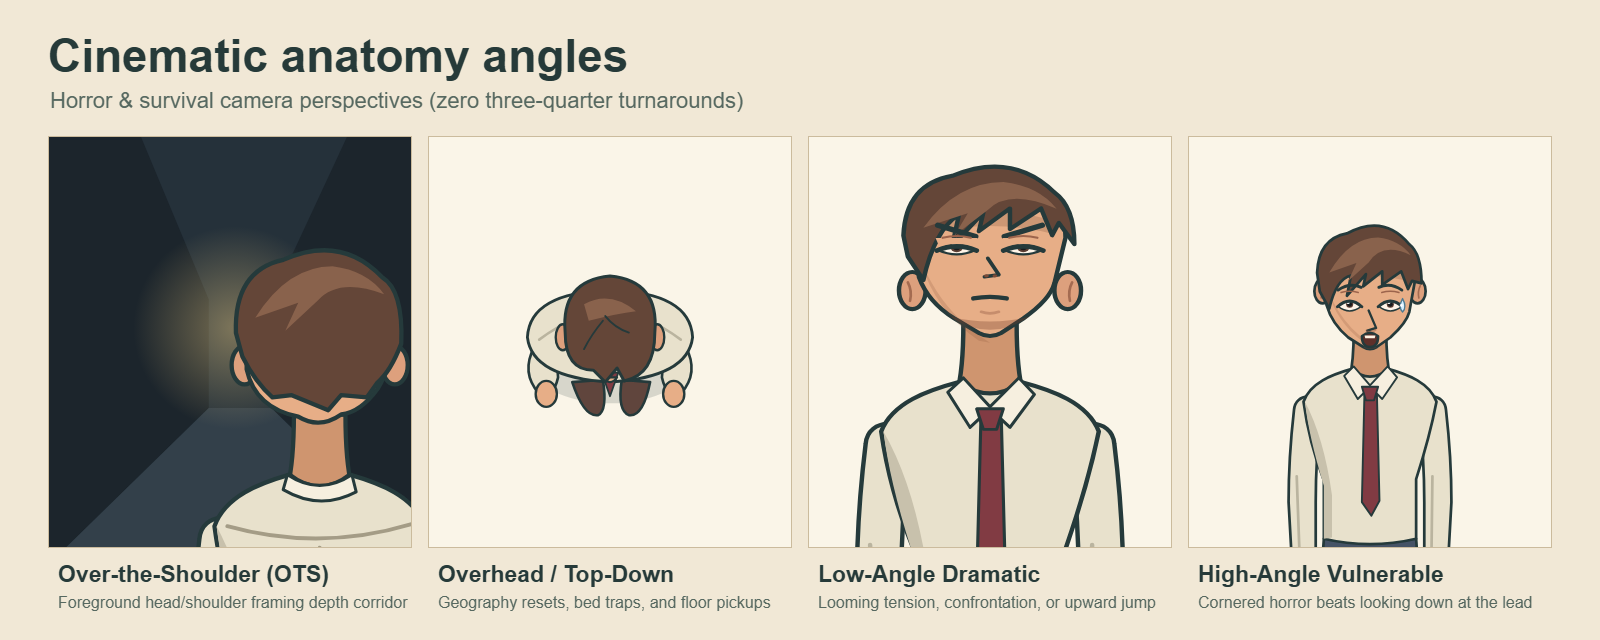 Cinematic anatomy angles
Horror & survival camera perspectives (zero three-quarter turnarounds)
Over-the-Shoulder (OTS)
Foreground head/shoulder framing depth corridor
Overhead / Top-Down
Geography resets, bed traps, and floor pickups
Low-Angle Dramatic
Looming tension, confrontation, or upward jump
High-Angle Vulnerable
Cornered horror beats looking down at the lead